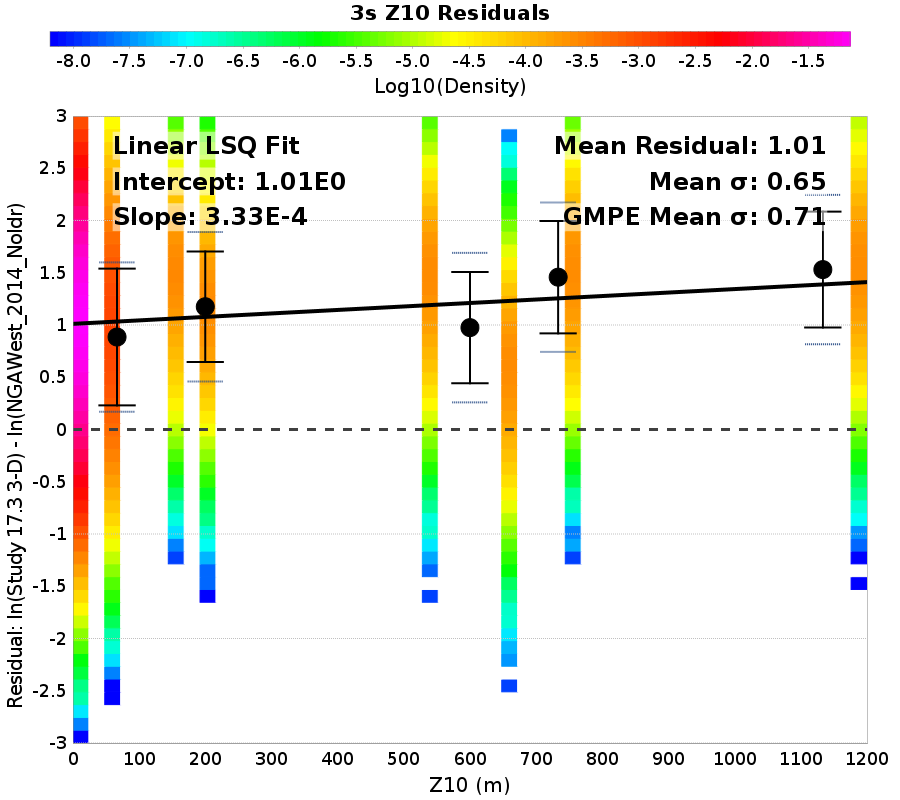 3s Z10 Residuals
-8.0 -7.5 -7.0 -6.5 -6.0 -5.5 -5.0 -4.5 -4.0 -3.5 -3.0 -2.5 -2.0 -1.5
Log10(Density)
Linear LSQ Fit
Intercept: 1.01E0
Slope: 3.33E-4
Mean Residual: 1.01
Mean σ: 0.65
GMPE Mean σ: 0.71
Residual: ln(Study 17.3 3-D) - ln(NGAWest_2014_NoIdr)
3
2.5
2
1.5
1
0.5
0
-0.5
-1
-1.5
-2
-2.5
-3
0 100 200 300 400 500 600 700 800 900 1000 1100 1200
Z10 (m)